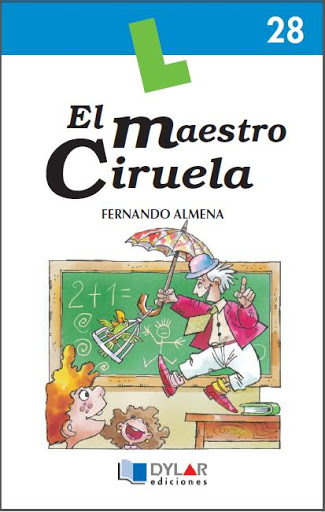 28
L
El maestro
Ciruela
FERNANDO ALMENA
2+1=
DYLAR
ediciones